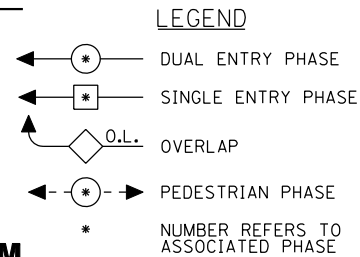 LEGEND
* DUAL ENTRY PHASE
* SINGLE ENTRY PHASE
O.L. OVERLAP
* PEDESTRIAN PHASE
* NUMBER REFERS TO
ASSOCIATED PHASE
M